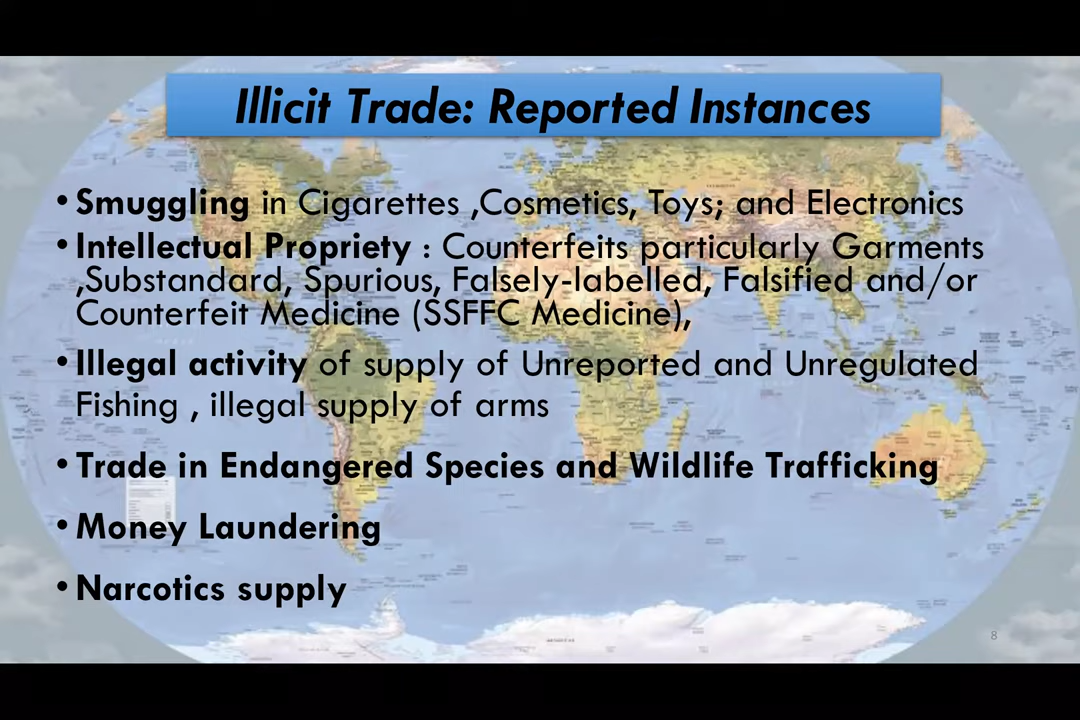 Illicit Trade: Reported Instances
• Smuggling in Cigarettes ,Cosmetics, Toys; and Electronics
• Intellectual Propriety : Counterfeits particularly Garments
,Substandard, Spurious, Falsely-labelled, Falsified and/or
Counterfeit Medicine (SSFFC Medicine),
• Illegal activity of supply of Unreported and Unregulated
Fishing , illegal supply of arms
• Trade in Endangered Species and Wildlife Trafficking
• Money Laundering
• Narcotics supply
8